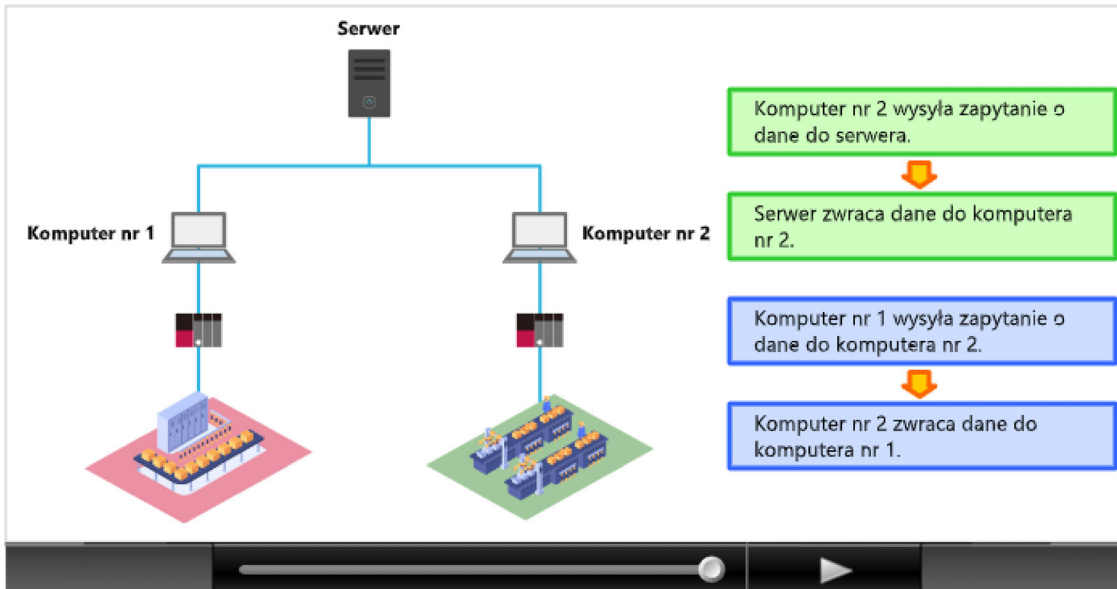 Serwer
Komputer nr 1
Komputer nr 2
Komputer nr 2 wysyła zapytanie o
dane do serwera.
Serwer zwraca dane do komputera
nr 2.
Komputer nr 1 wysyła zapytanie o
dane do komputera nr 2.
Komputer nr 2 zwraca dane do
komputera nr 1.